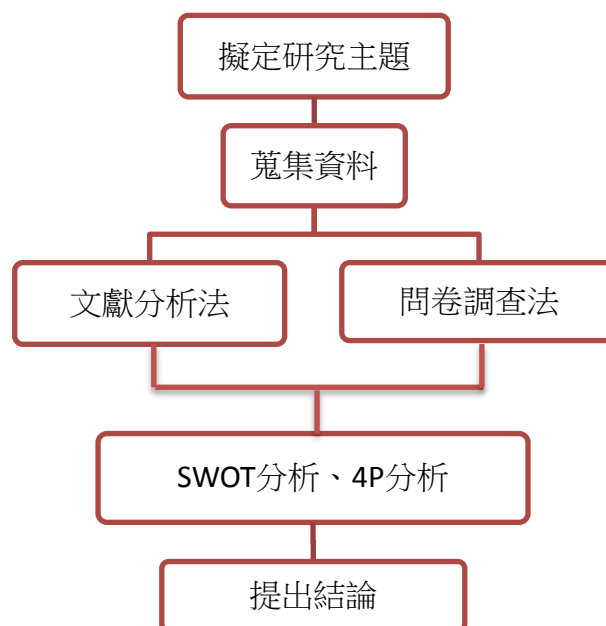 擬定研究主題
蒐集資料
文獻分析法
問卷調查法
SWOT分析、4P分析
提出結論